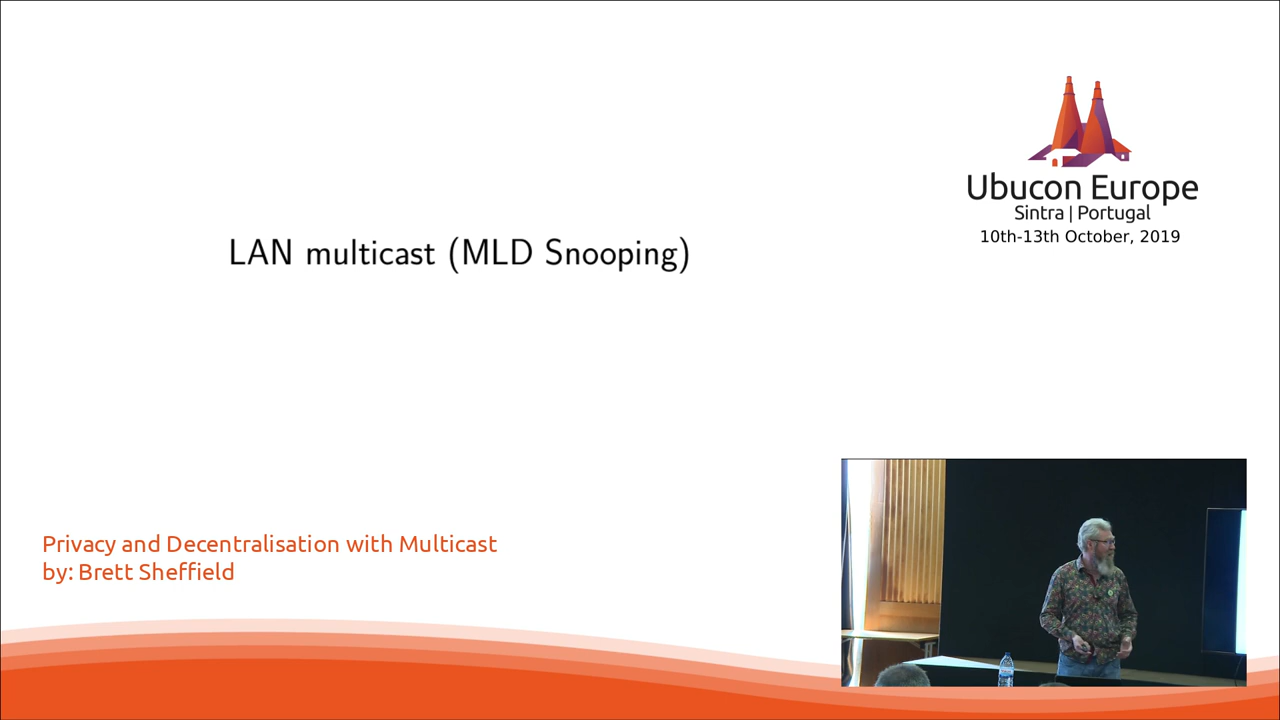 Ubucon Europe
Sintra | Portugal
10th-13th October, 2019
LAN multicast (MLD Snooping)
Privacy and Decentralisation with Multicast
by: Brett Sheffield